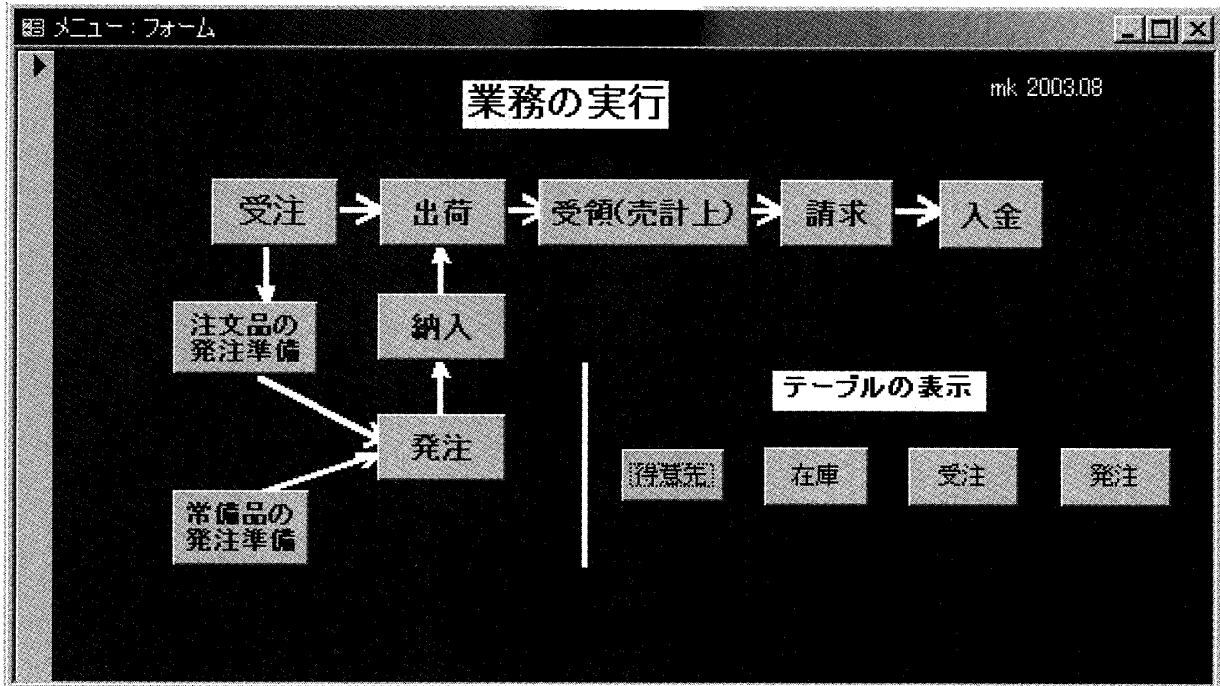 メニュー：フォーム
業務の実行
mk 2003.08
受注
出荷
受領(売計上)
請求
入金
注文品の
発注準備
納入
発注
常備品の
発注準備
テーブルの表示
得意先
在庫
受注
発注